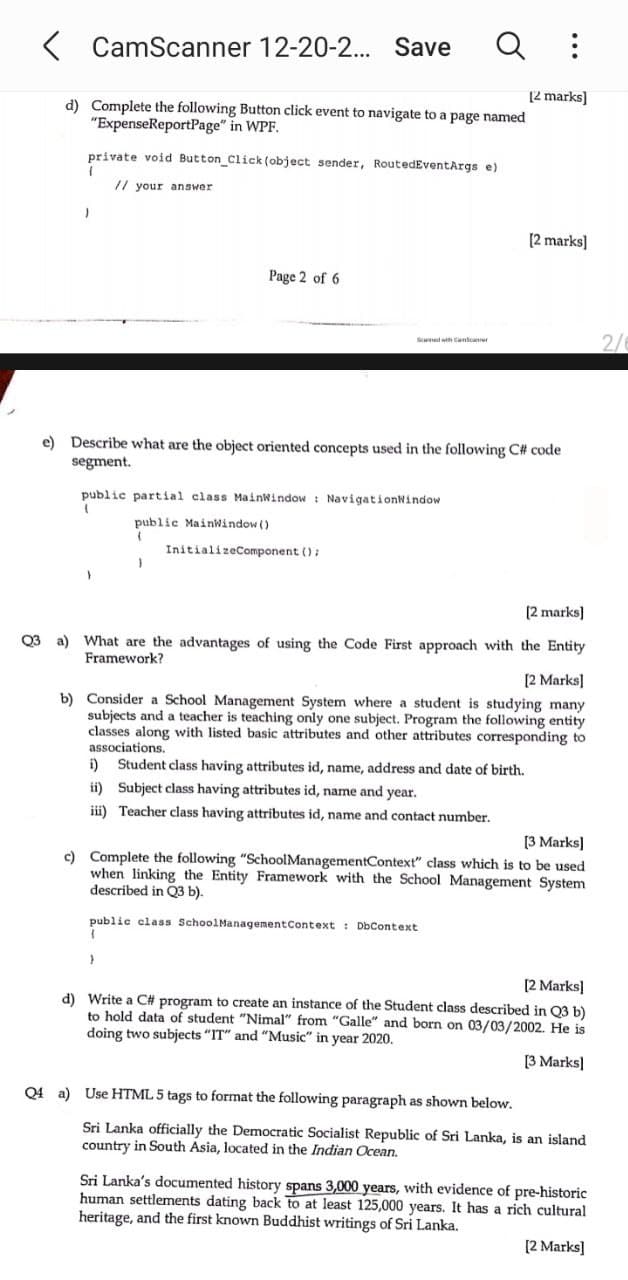 CamScanner 12-20-2... Save
[2 marks]
d) Complete the following Button click event to navigate to a page named
"ExpenseReportPage" in WPF.
private void Button_Click(object sender, RoutedEventArgs e)
{
// your answer
}
[2 marks]
Page 2 of 6
Scanned with CamScanner
2/6
e) Describe what are the object oriented concepts used in the following C# code
segment.
public partial class MainWindow : NavigationWindow
{
public MainWindow()
{
InitializeComponent();
}
}
[2 marks]
Q3 a) What are the advantages of using the Code First approach with the Entity
Framework?
[2 Marks]
b) Consider a School Management System where a student is studying many
subjects and a teacher is teaching only one subject. Program the following entity
classes along with listed basic attributes and other attributes corresponding to
associations.
i) Student class having attributes id, name, address and date of birth.
ii) Subject class having attributes id, name and year.
iii) Teacher class having attributes id, name and contact number.
[3 Marks]
c) Complete the following "SchoolManagementContext" class which is to be used
when linking the Entity Framework with the School Management System
described in Q3 b).
public class SchoolManagementContext : DbContext
{
}
[2 Marks]
d) Write a C# program to create an instance of the Student class described in Q3 b)
to hold data of student "Nimal" from "Galle" and born on 03/03/2002. He is
doing two subjects "IT" and "Music" in year 2020.
[3 Marks]
Q4 a) Use HTML 5 tags to format the following paragraph as shown below.
Sri Lanka officially the Democratic Socialist Republic of Sri Lanka, is an island
country in South Asia, located in the Indian Ocean.
Sri Lanka's documented history spans 3,000 years, with evidence of pre-historic
human settlements dating back to at least 125,000 years. It has a rich cultural
heritage, and the first known Buddhist writings of Sri Lanka.
[2 Marks]